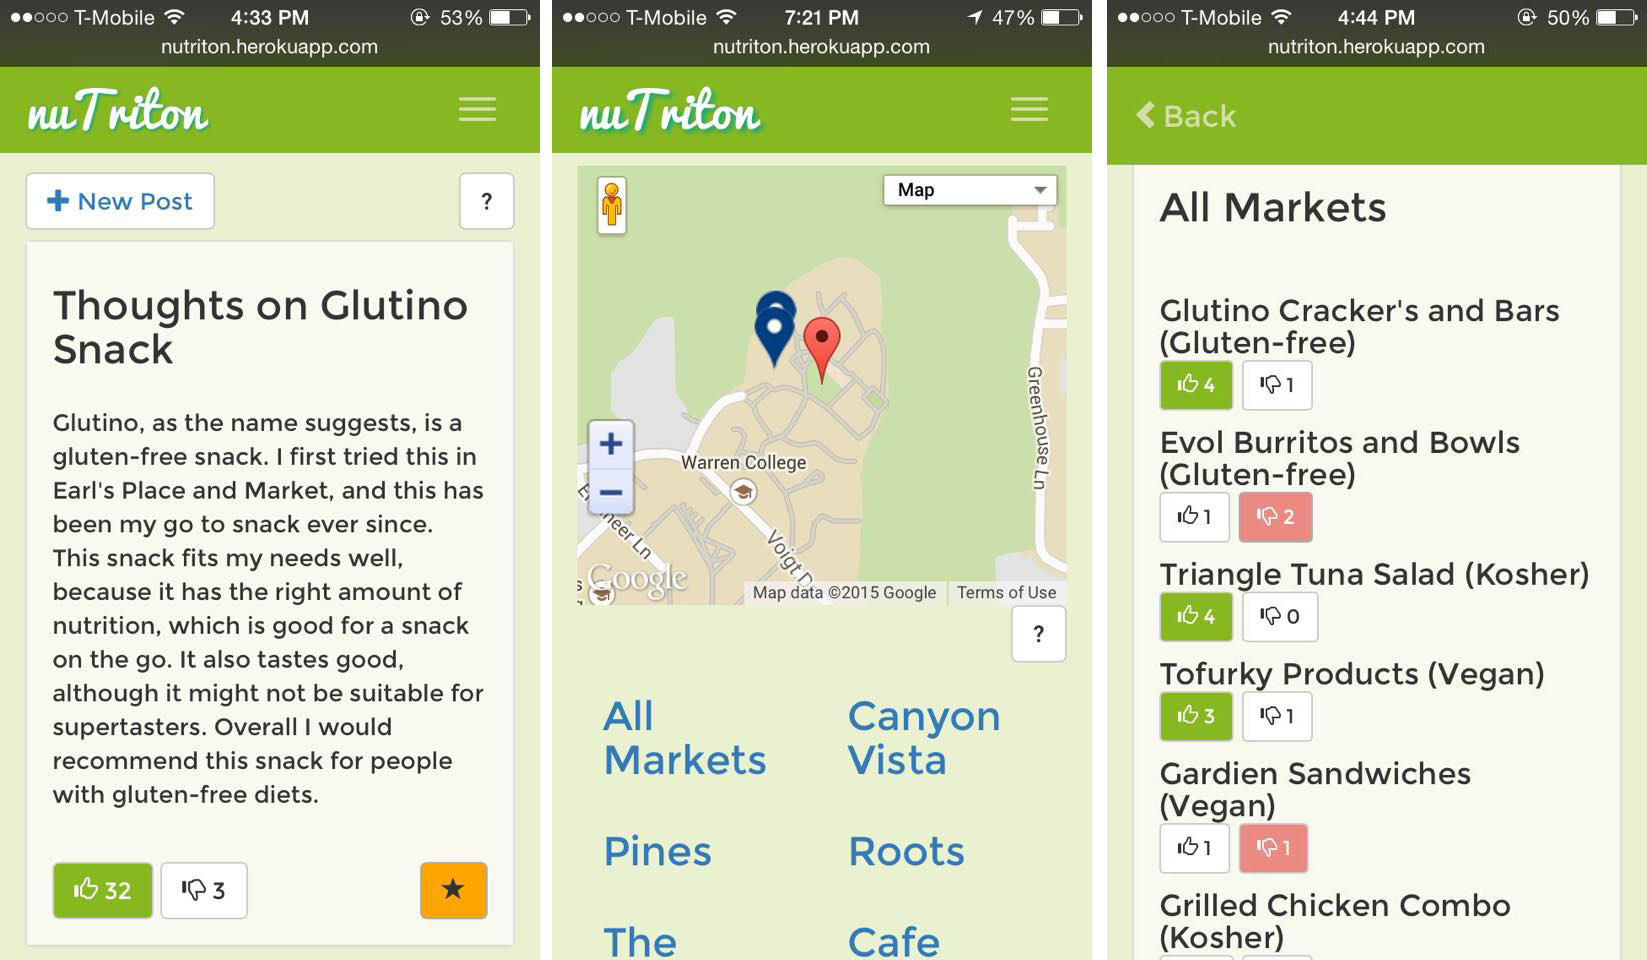 T-Mobile 4:33 PM 53%
nutriton.herokuapp.com
nuTriton
New Post
?
Thoughts on Glutino
Snack
Glutino, as the name suggests, is a
gluten-free snack. I first tried this in
Earl's Place and Market, and this has
been my go to snack ever since.
This snack fits my needs well,
because it has the right amount of
nutrition, which is good for a snack
on the go. It also tastes good,
although it might not be suitable for
supertasters. Overall I would
recommend this snack for people
with gluten-free diets.
32 3
T-Mobile 7:21 PM 47%
nutriton.herokuapp.com
nuTriton
Map
Greenhouse Ln
Warren College
neer Ln
Voigt D
Google
Map data ©2015 Google Terms of Use
?
All
Markets
Canyon
Vista
Pines
Roots
The
Cafe
T-Mobile 4:44 PM 50%
nutriton.herokuapp.com
Back
All Markets
Glutino Cracker's and Bars
(Gluten-free)
4 1
Evol Burritos and Bowls
(Gluten-free)
1 2
Triangle Tuna Salad (Kosher)
4 0
Tofurky Products (Vegan)
3 1
Gardien Sandwiches
(Vegan)
1 1
Grilled Chicken Combo
(Kosher)